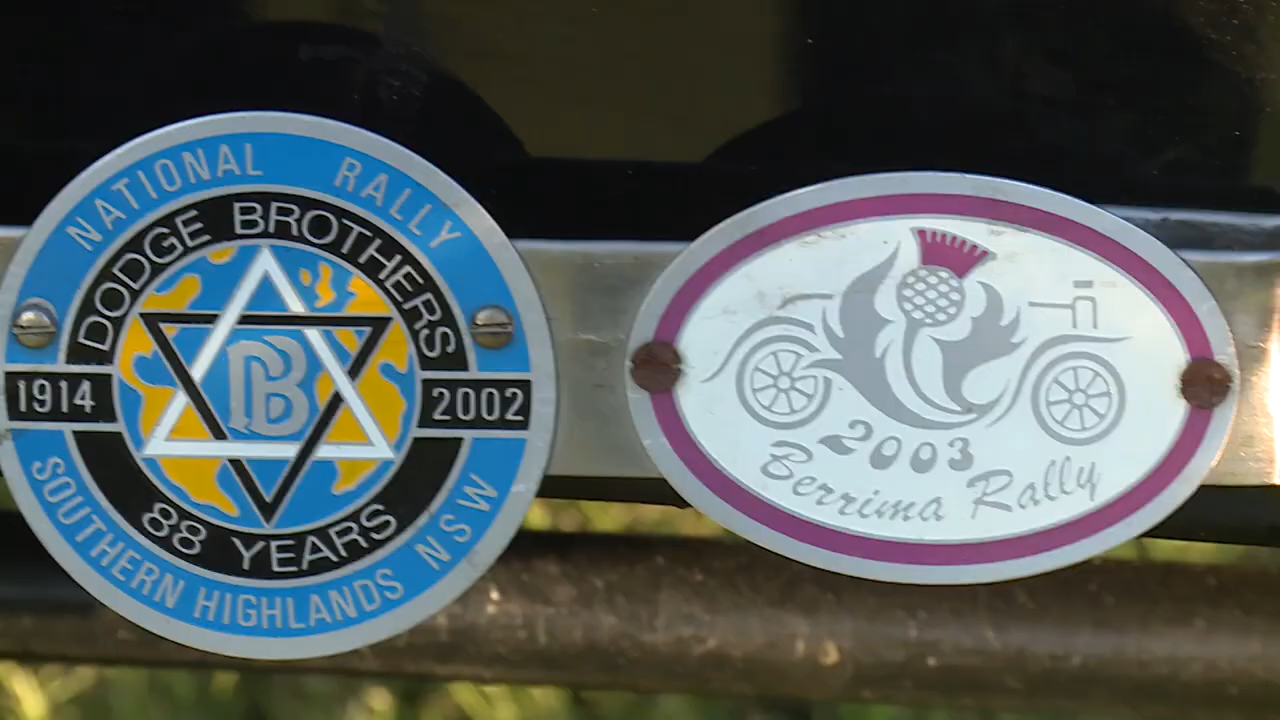 NATIONAL RALLY
DODGE BROTHERS
DB
1914 2002
88 YEARS
SOUTHERN HIGHLANDS NSW
2003
Berrima Rally